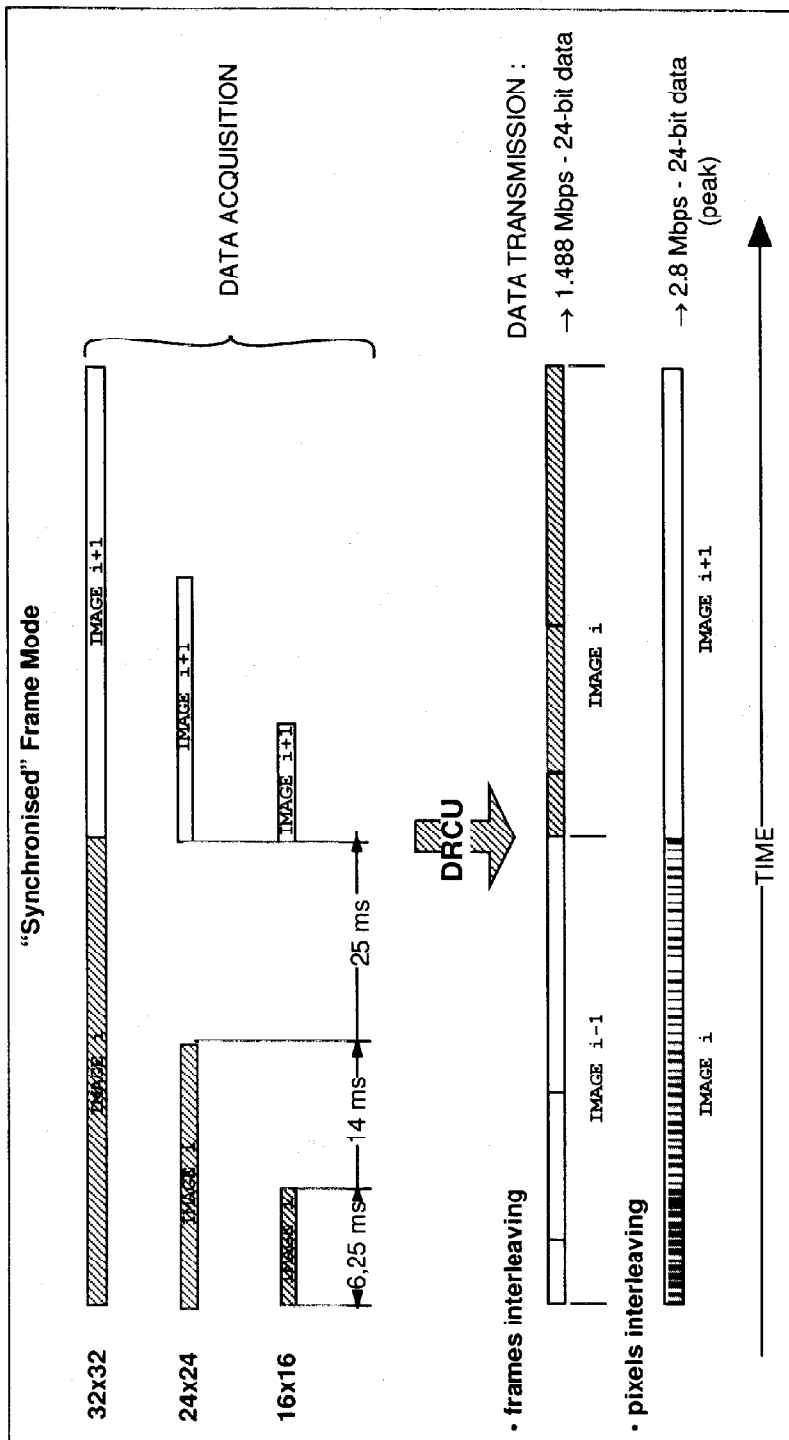 "Synchronised" Frame Mode
32x32
IMAGE i
IMAGE i+1
24x24
IMAGE i
IMAGE i+1
16x16
IMAGE i
IMAGE i+1
DATA ACQUISITION
6,25 ms
14 ms
25 ms
DRCU
DATA TRANSMISSION :
• frames interleaving
→ 1.488 Mbps - 24-bit data
IMAGE i-1
IMAGE i
• pixels interleaving
→ 2.8 Mbps - 24-bit data
(peak)
IMAGE i
IMAGE i+1
TIME